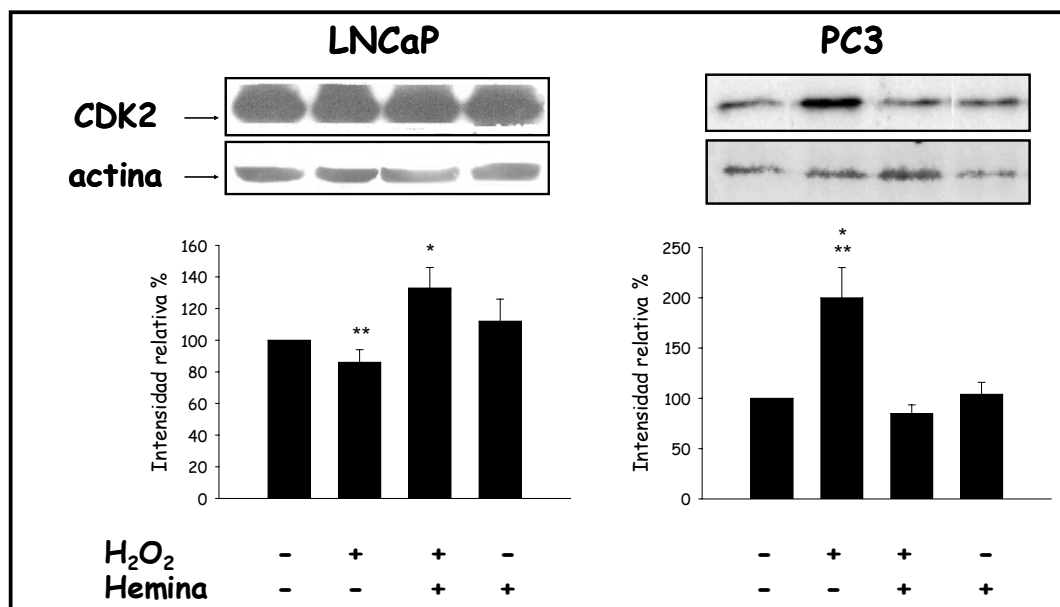 LNCaP PC3
CDK2
actina
Intensidad relativa %
160
140
120
100
80
60
40
20
0
**
*
Intensidad relativa %
250
200
150
100
50
0
*
**
H₂O₂ - + + - - + + -
Hemina - - + + - - + +